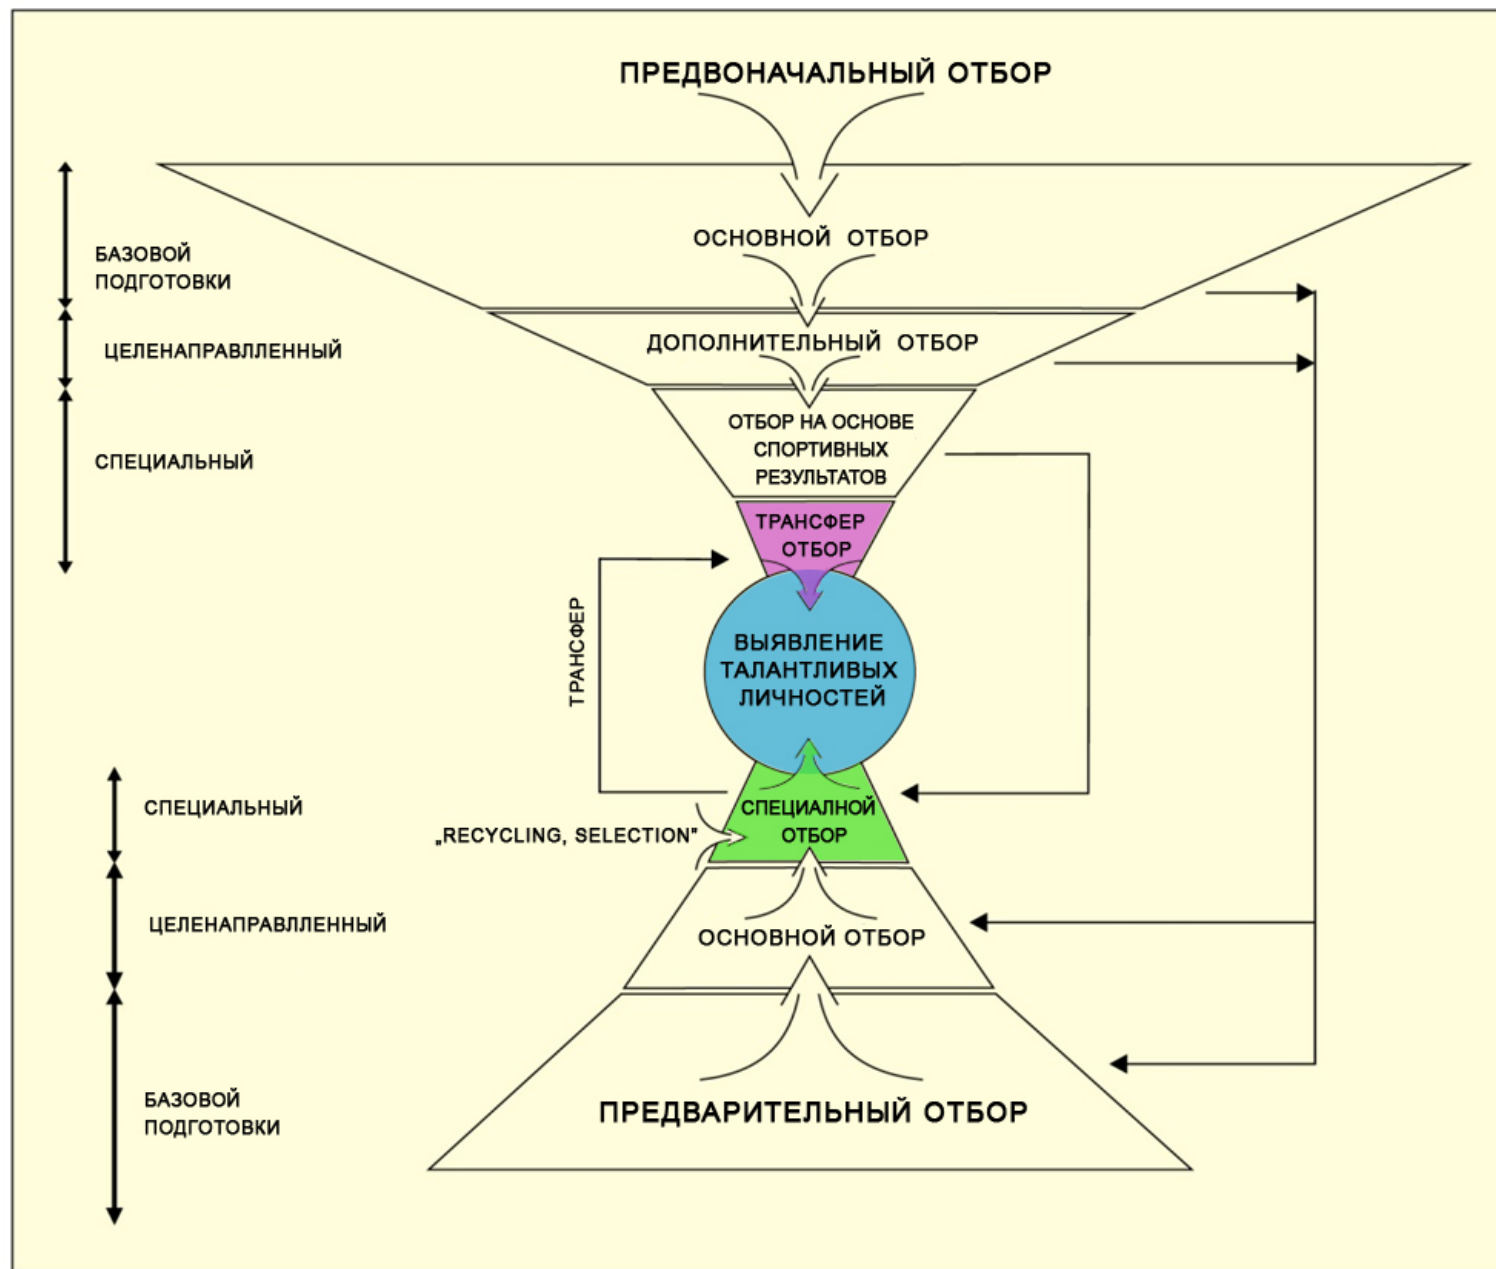 ПРЕДВОНАЧАЛЬНЫЙ ОТБОР
ОСНОВНОЙ ОТБОР
БАЗОВОЙ
ПОДГОТОВКИ
ДОПОЛНИТЕЛЬНЫЙ ОТБОР
ЦЕЛЕНАПРАВЛЛЕННЫЙ
ОТБОР НА ОСНОВЕ
СПОРТИВНЫХ
РЕЗУЛЬТАТОВ
СПЕЦИАЛЬНЫЙ
ТРАНСФЕР
ОТБОР
ТРАНСФЕР
ВЫЯВЛЕНИЕ
ТАЛАНТЛИВЫХ
ЛИЧНОСТЕЙ
СПЕЦИАЛЬНЫЙ
СПЕЦИАЛНОЙ
ОТБОР
„RECYCLING, SELECTION"
ЦЕЛЕНАПРАВЛЛЕННЫЙ
ОСНОВНОЙ ОТБОР
БАЗОВОЙ
ПОДГОТОВКИ
ПРЕДВАРИТЕЛЬНЫЙ ОТБОР